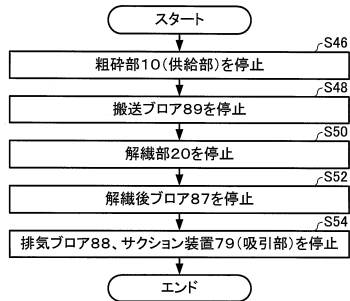 スタート
S46
粗砕部10(供給部)を停止
S48
搬送ブロア89を停止
S50
解繊部20を停止
S52
解繊後ブロア87を停止
S54
排気ブロア88、サクション装置79(吸引部)を停止
エンド